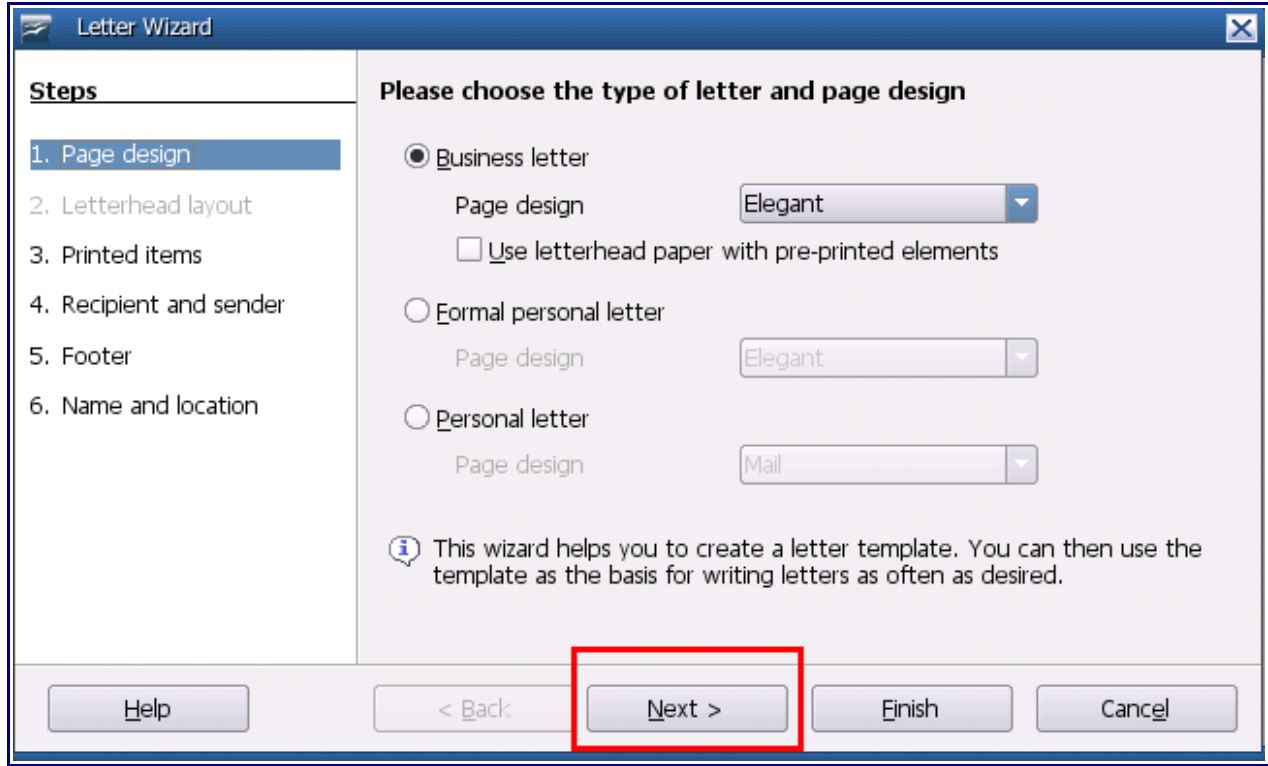 Letter Wizard
Steps
1. Page design
2. Letterhead layout
3. Printed items
4. Recipient and sender
5. Footer
6. Name and location
Please choose the type of letter and page design
Business letter
Page design Elegant
Use letterhead paper with pre-printed elements
Formal personal letter
Page design Elegant
Personal letter
Page design Mail
This wizard helps you to create a letter template. You can then use the
template as the basis for writing letters as often as desired.
Help < Back Next > Finish Cancel